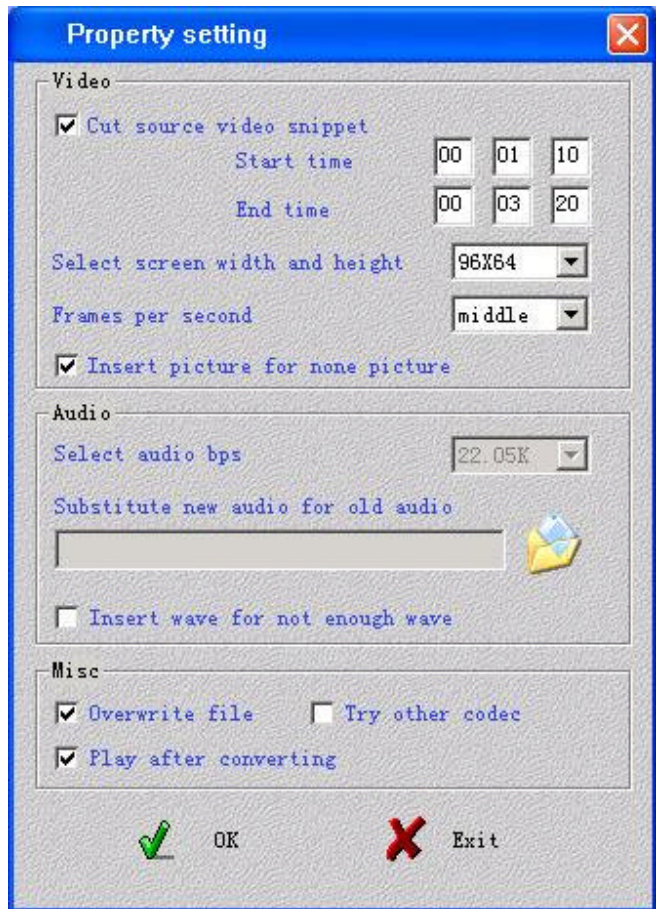 Property setting
Video
Cut source video snippet
Start time 00 01 10
End time 00 03 20
Select screen width and height 96X64
Frames per second middle
Insert picture for none picture
Audio
Select audio bps 22.05K
Substitute new audio for old audio
Insert wave for not enough wave
Misc
Overwrite file Try other codec
Play after converting
OK Exit